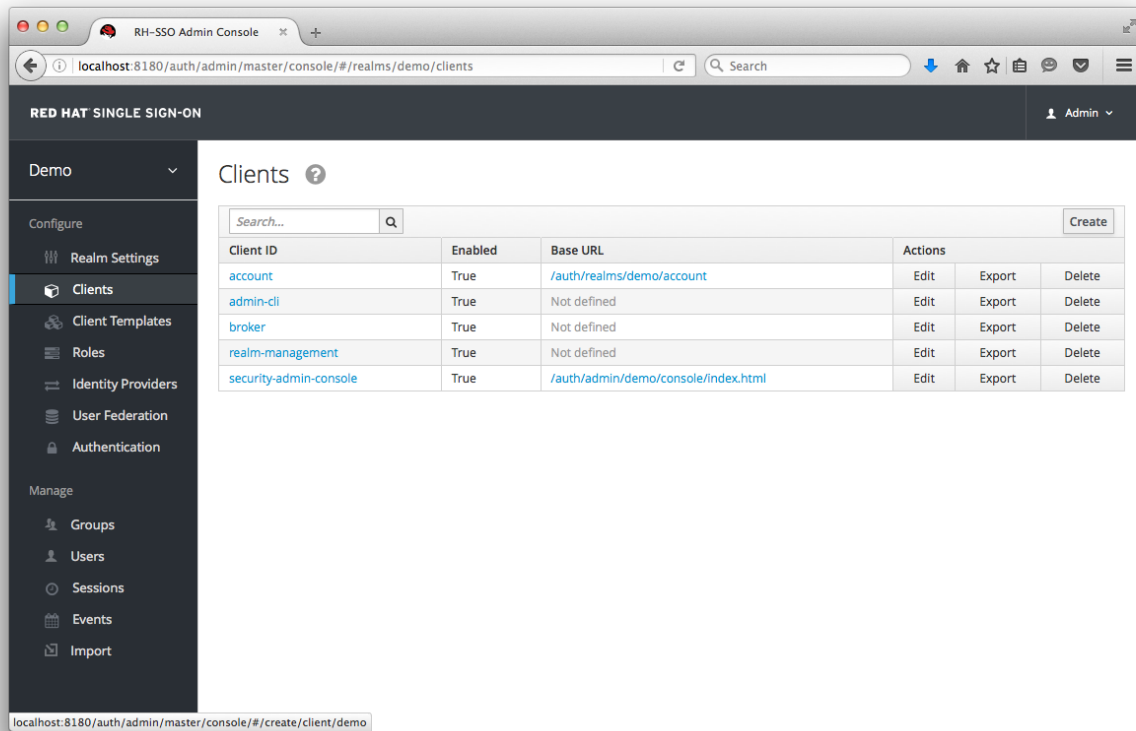 RH-SSO Admin Console
localhost:8180/auth/admin/master/console/#/realms/demo/clients
Search
RED HAT SINGLE SIGN-ON
Admin
Demo
Configure
Realm Settings
Clients
Client Templates
Roles
Identity Providers
User Federation
Authentication
Manage
Groups
Users
Sessions
Events
Import
Clients ?
Search...
Create
Client ID Enabled Base URL Actions
account True /auth/realms/demo/account Edit Export Delete
admin-cli True Not defined Edit Export Delete
broker True Not defined Edit Export Delete
realm-management True Not defined Edit Export Delete
security-admin-console True /auth/admin/demo/console/index.html Edit Export Delete
localhost:8180/auth/admin/master/console/#/create/client/demo